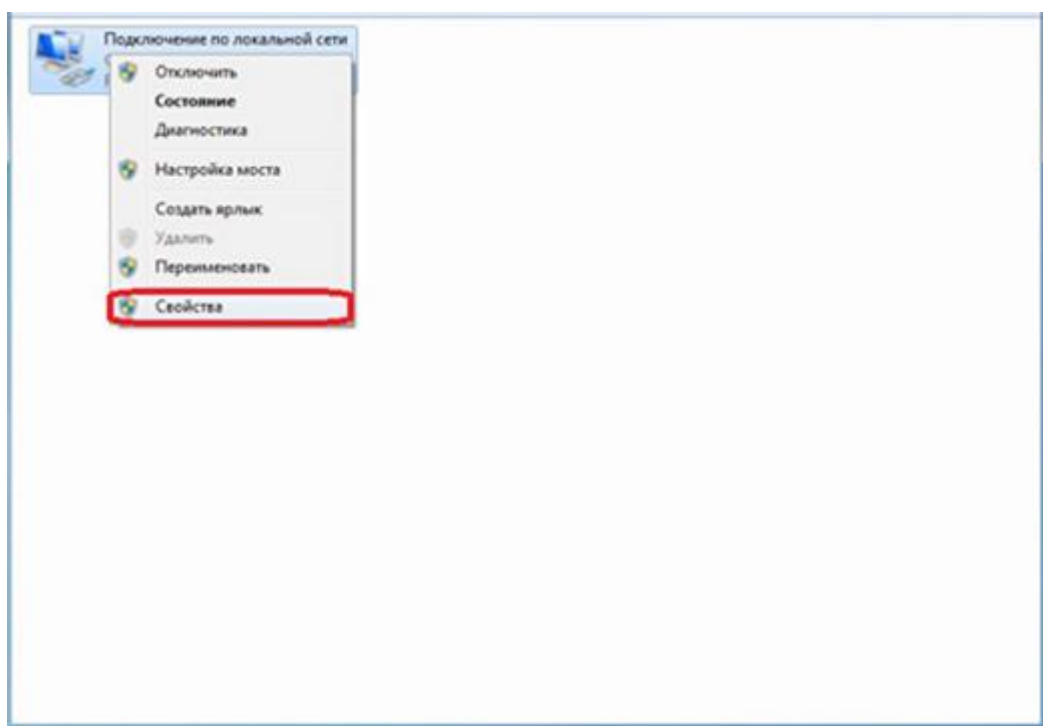 Подключение по локальной сети
Отключить
Состояние
Диагностика
Настройка моста
Создать ярлык
Удалить
Переименовать
Свойства